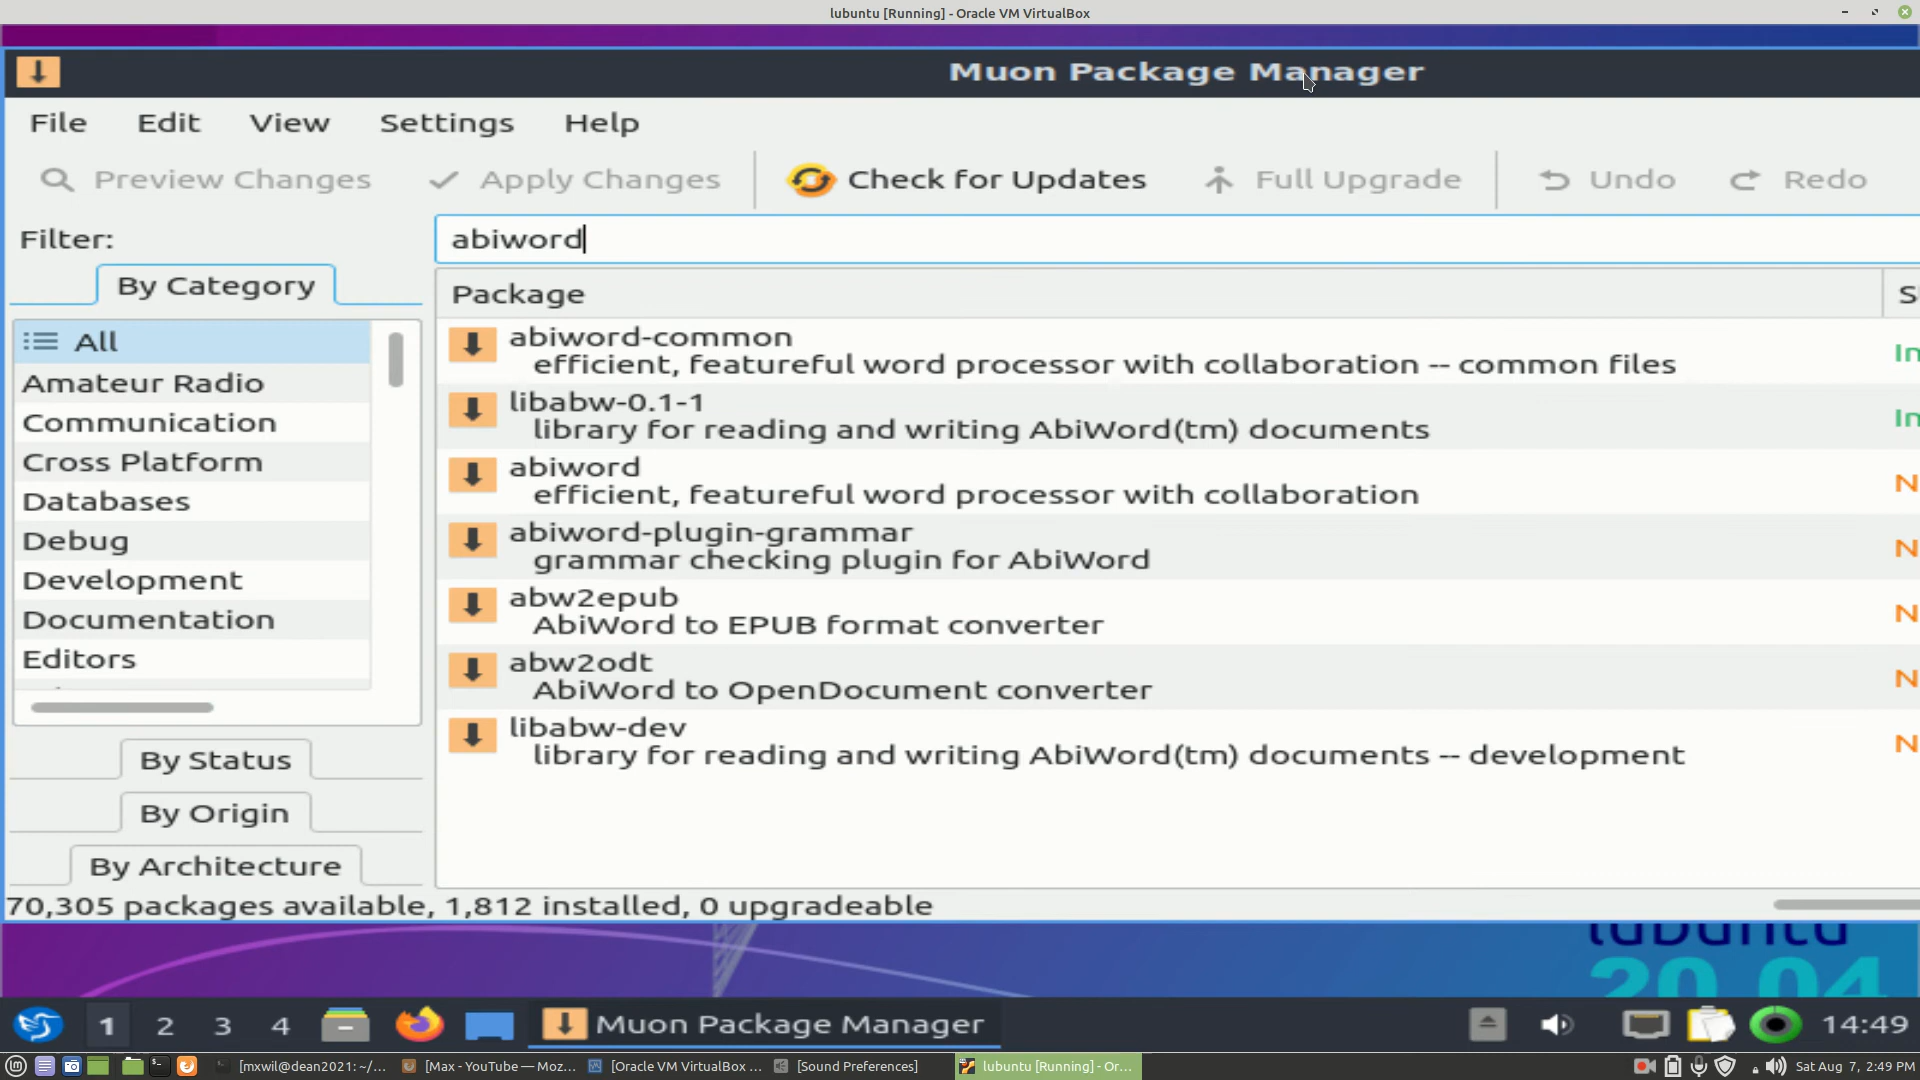 lubuntu [Running] - Oracle VM VirtualBox
Muon Package Manager
File Edit View Settings Help
Preview Changes Apply Changes Check for Updates Full Upgrade Undo Redo
Filter: abiword
By Category
Package
All
Amateur Radio
Communication
Cross Platform
Databases
Debug
Development
Documentation
Editors
abiword-common
efficient, featureful word processor with collaboration -- common files
libabw-0.1-1
library for reading and writing AbiWord(tm) documents
abiword
efficient, featureful word processor with collaboration
abiword-plugin-grammar
grammar checking plugin for AbiWord
abw2epub
AbiWord to EPUB format converter
abw2odt
AbiWord to OpenDocument converter
libabw-dev
library for reading and writing AbiWord(tm) documents -- development
By Status
By Origin
By Architecture
70,305 packages available, 1,812 installed, 0 upgradeable
lubuntu
20.04
1 2 3 4 Muon Package Manager 14:49
[mxwil@dean2021: ~/... [Max - YouTube — Moz... [Oracle VM VirtualBox ... [Sound Preferences] lubuntu [Running] - Or... Sat Aug 7, 2:49 PM